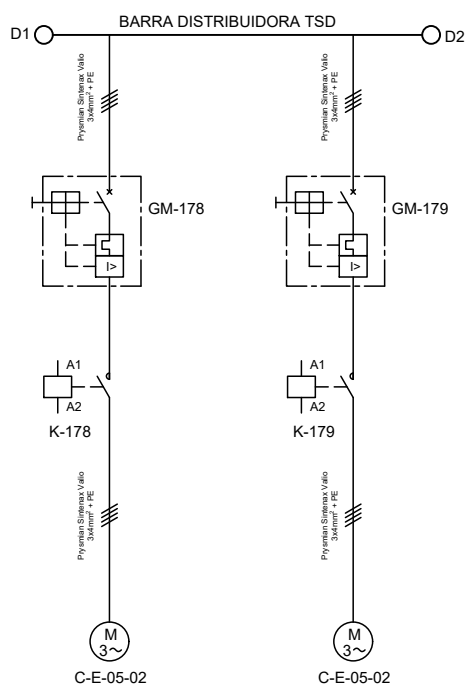 BARRA DISTRIBUIDORA TSD
D1
D2
Prysmian Sintenax Valio
3x4mm² + PE
Prysmian Sintenax Valio
3x4mm² + PE
GM-178
I>
GM-179
I>
A1
A2
K-178
A1
A2
K-179
Prysmian Sintenax Valio
3x4mm² + PE
Prysmian Sintenax Valio
3x4mm² + PE
M
3~
C-E-05-02
M
3~
C-E-05-02